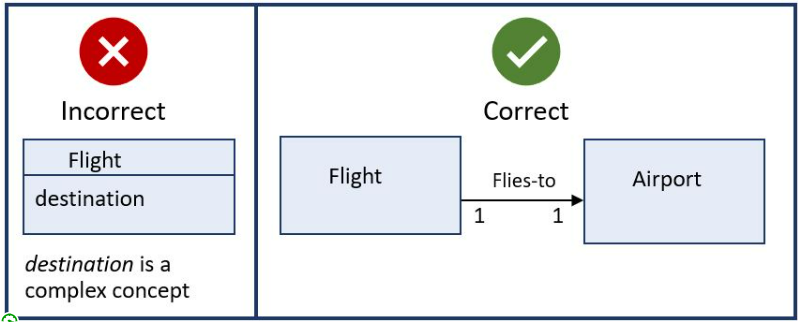 Incorrect
Flight
destination
destination is a
complex concept
Correct
Flight
Flies-to
1
1
Airport